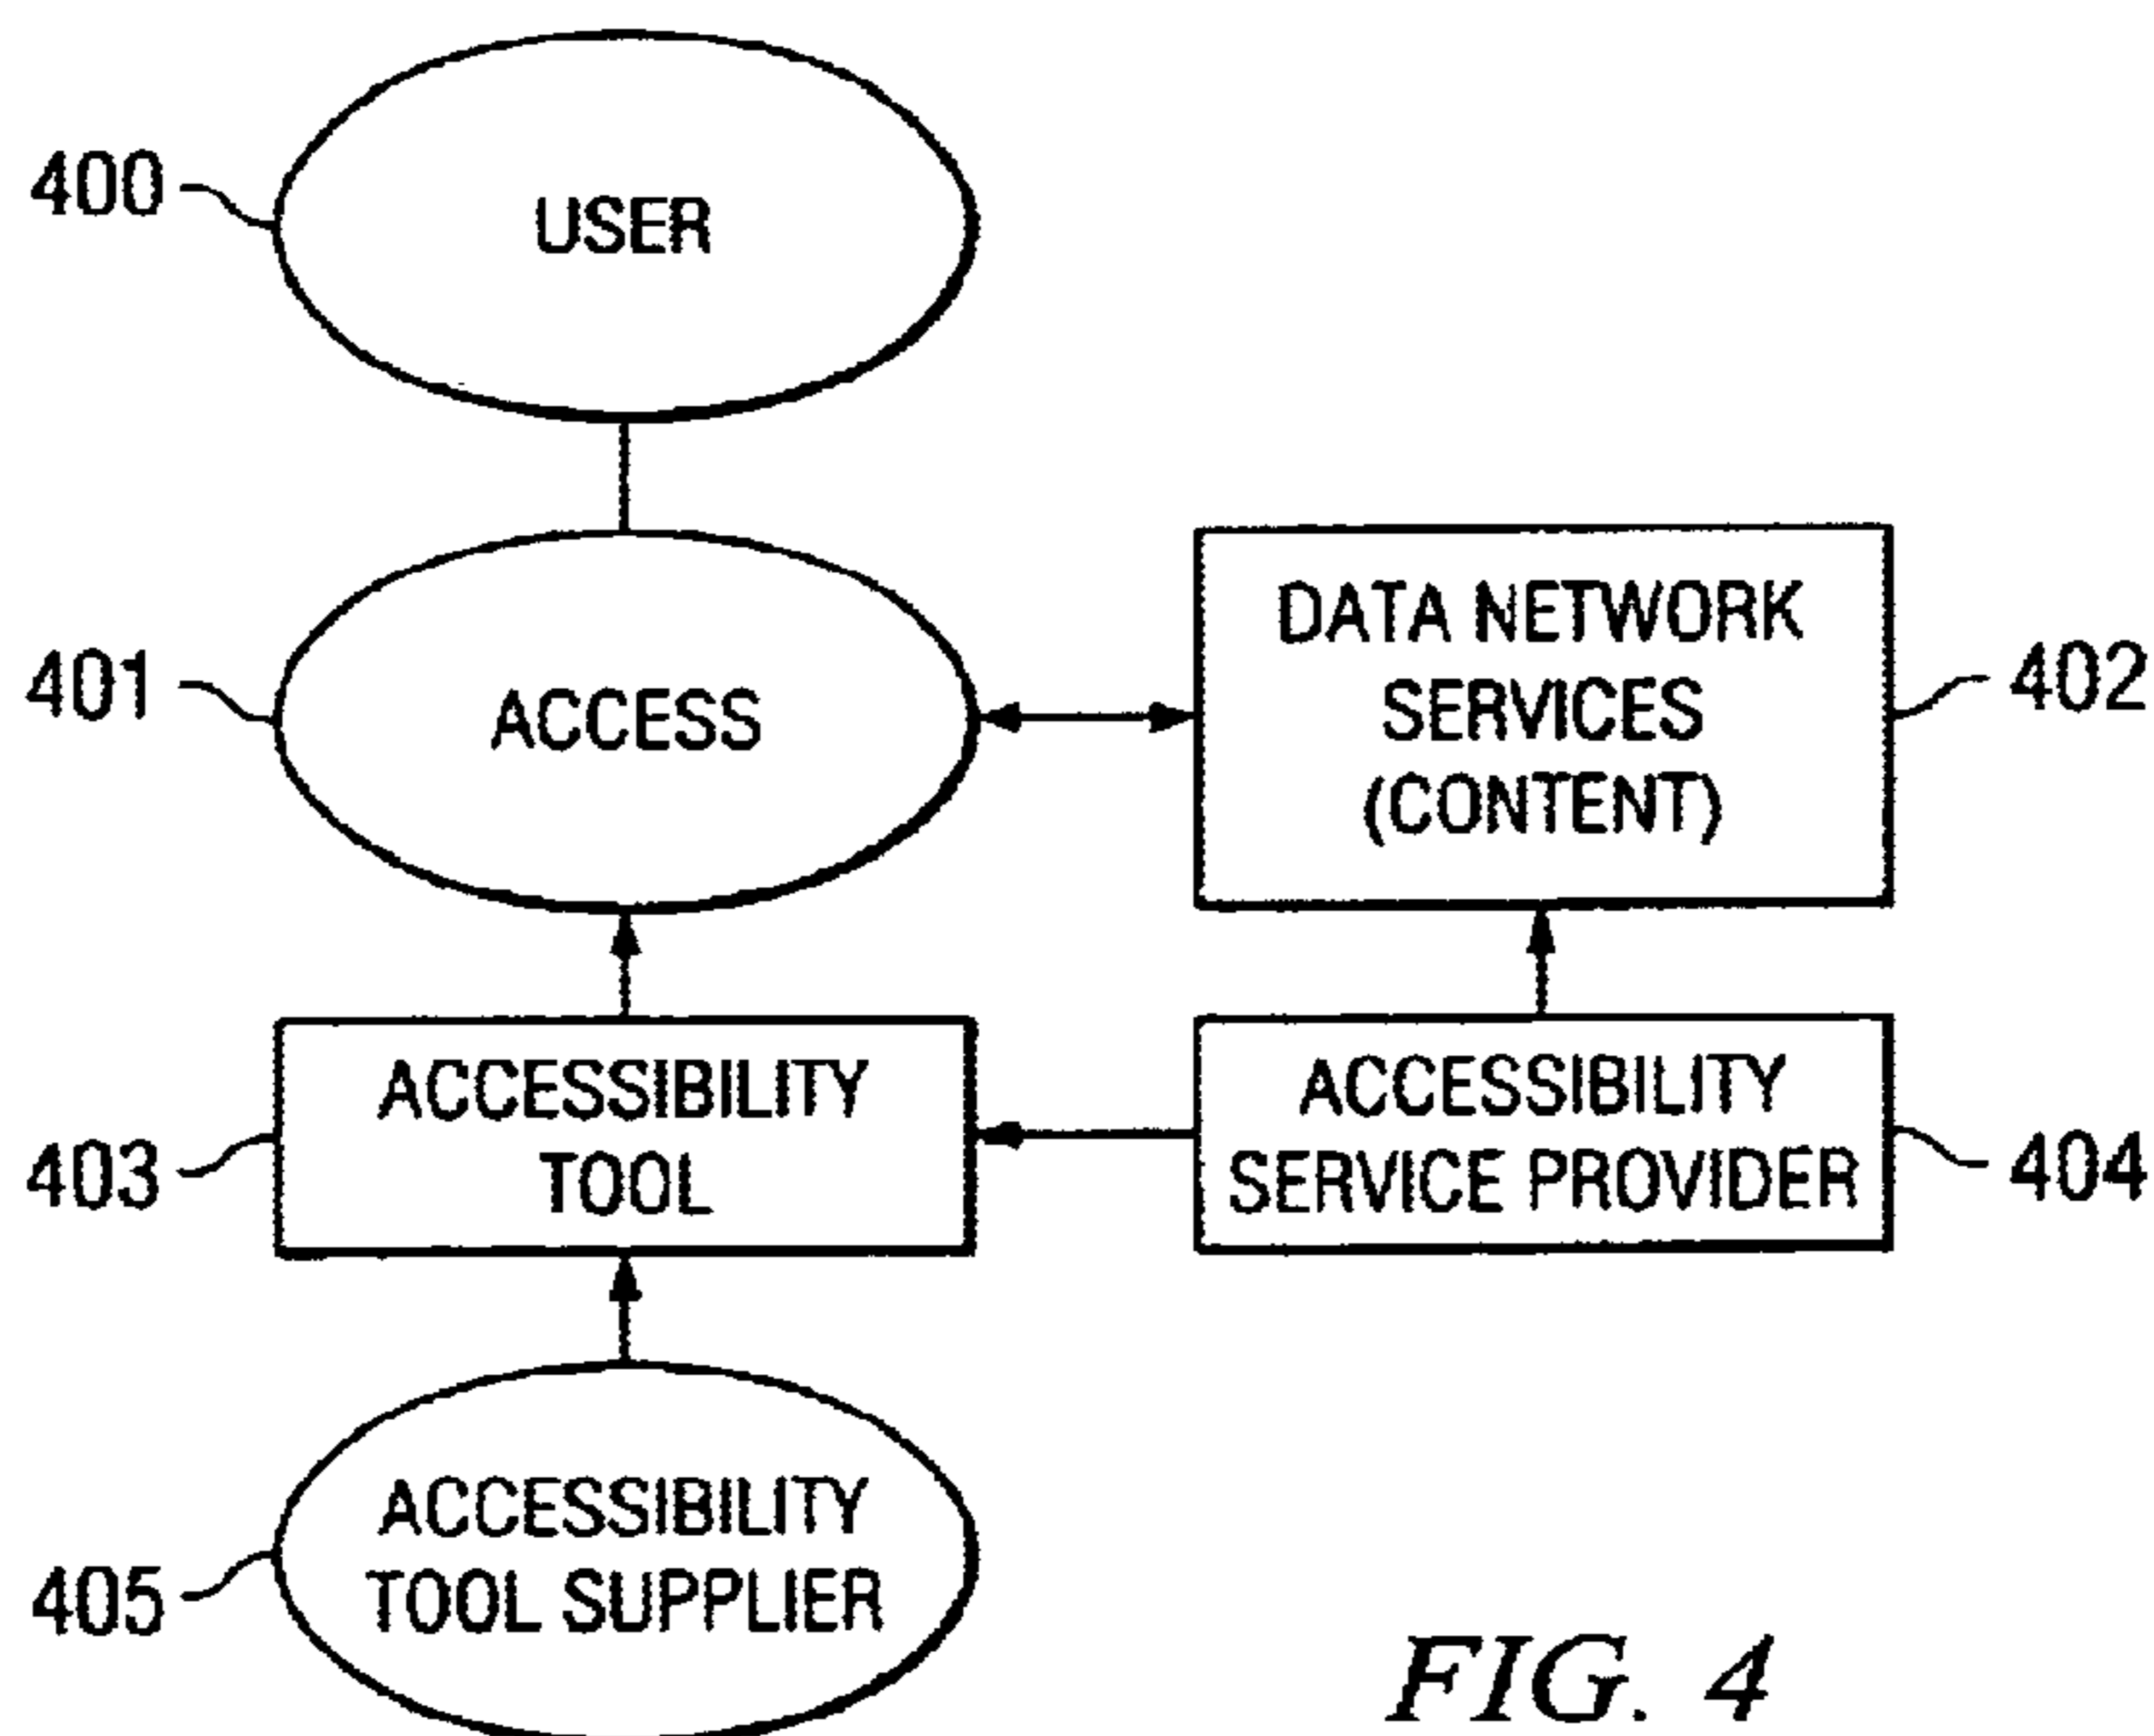 400
USER
401
ACCESS
DATA NETWORK
SERVICES
(CONTENT)
402
403
ACCESSIBILITY
TOOL
ACCESSIBILITY
SERVICE PROVIDER
404
405
ACCESSIBILITY
TOOL SUPPLIER
FIG. 4